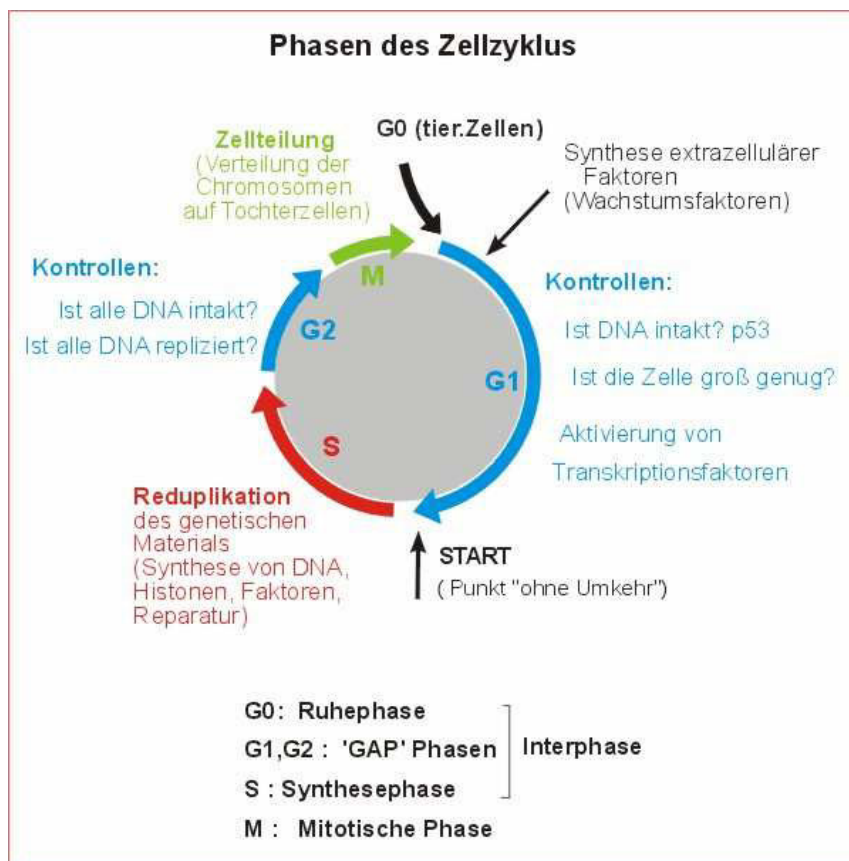 Phasen des Zellzyklus
G0 (tier.Zellen)
Zellteilung
(Verteilung der
Chromosomen
auf Tochterzellen)
Synthese extrazellulärer
Faktoren
(Wachstumsfaktoren)
Kontrollen:
Ist alle DNA intakt?
Ist alle DNA repliziert?
M
G2
G1
S
Kontrollen:
Ist DNA intakt? p53
Ist die Zelle groß genug?
Aktivierung von
Transkriptionsfaktoren
Reduplikation
des genetischen
Materials
(Synthese von DNA,
Histonen, Faktoren,
Reparatur)
START
( Punkt "ohne Umkehr")
G0 : Ruhephase
G1,G2 : 'GAP' Phasen
Interphase
S : Synthesephase
M : Mitotische Phase